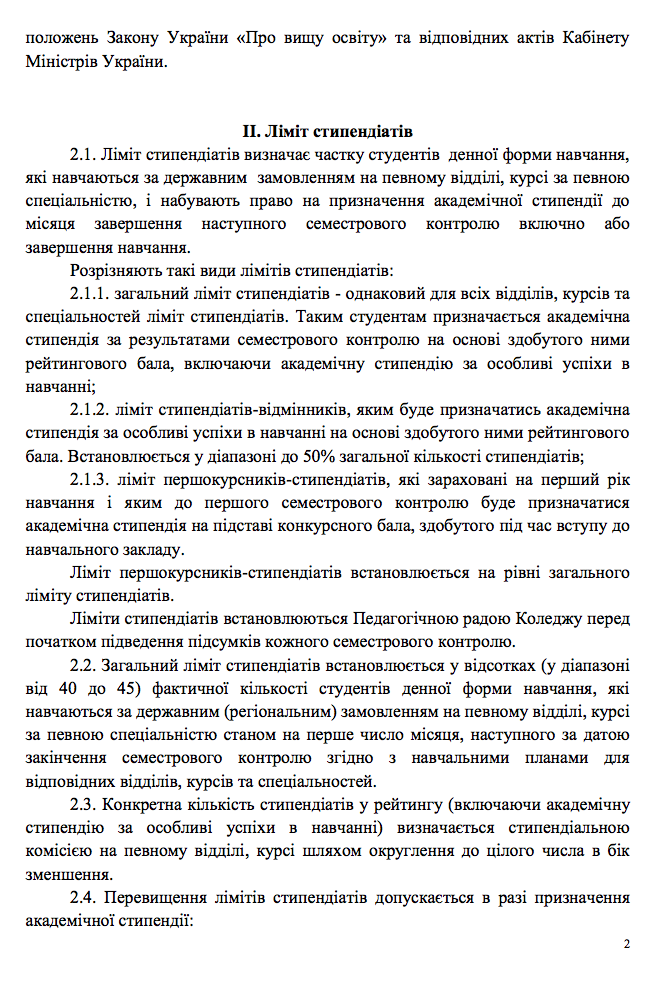 положень Закону України «Про вищу освіту» та відповідних актів Кабінету
Міністрів України.
ІІ. Ліміт стипендіатів
2.1. Ліміт стипендіатів визначає частку студентів денної форми навчання,
які навчаються за державним замовленням на певному відділі, курсі за певною
спеціальністю, і набувають право на призначення академічної стипендії до
місяця завершення наступного семестрового контролю включно або
завершення навчання.
Розрізняють такі види лімітів стипендіатів:
2.1.1. загальний ліміт стипендіатів - однаковий для всіх відділів, курсів та
спеціальностей ліміт стипендіатів. Таким студентам призначається академічна
стипендія за результатами семестрового контролю на основі здобутого ними
рейтингового бала, включаючи академічну стипендію за особливі успіхи в
навчанні;
2.1.2. ліміт стипендіатів-відмінників, яким буде призначатись академічна
стипендія за особливі успіхи в навчанні на основі здобутого ними рейтингового
бала. Встановлюється у діапазоні до 50% загальної кількості стипендіатів;
2.1.3. ліміт першокурсників-стипендіатів, які зараховані на перший рік
навчання і яким до першого семестрового контролю буде призначатися
академічна стипендія на підставі конкурсного бала, здобутого під час вступу до
навчального закладу.
Ліміт першокурсників-стипендіатів встановлюється на рівні загального
ліміту стипендіатів.
Ліміти стипендіатів встановлюються Педагогічною радою Коледжу перед
початком підведення підсумків кожного семестрового контролю.
2.2. Загальний ліміт стипендіатів встановлюється у відсотках (у діапазоні
від 40 до 45) фактичної кількості студентів денної форми навчання, які
навчаються за державним (регіональним) замовленням на певному відділі, курсі
за певною спеціальністю станом на перше число місяця, наступного за датою
закінчення семестрового контролю згідно з навчальними планами для
відповідних відділів, курсів та спеціальностей.
2.3. Конкретна кількість стипендіатів у рейтингу (включаючи академічну
стипендію за особливі успіхи в навчанні) визначається стипендіальною
комісією на певному відділі, курсі шляхом округлення до цілого числа в бік
зменшення.
2.4. Перевищення лімітів стипендіатів допускається в разі призначення
академічної стипендії:
2